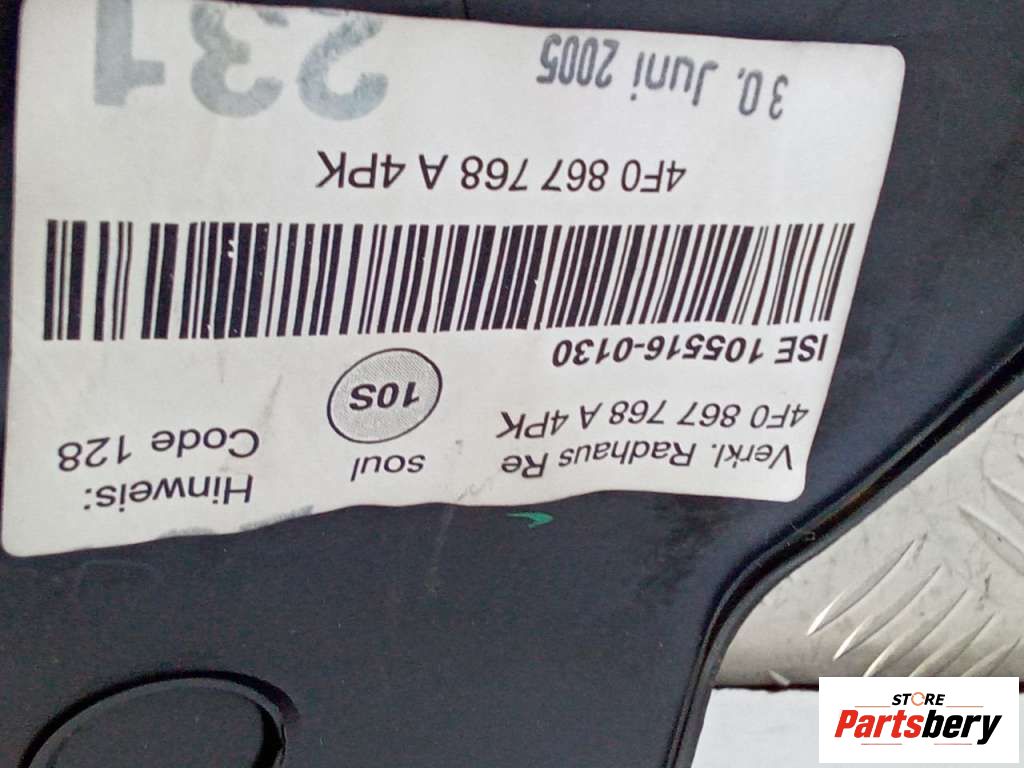 Verkl. Radhaus Re
4F0 867 768 A 4PK
soul
10S
Hinweis:
Code 128
ISE 105516-0130
4F0 867 768 A 4PK
30. Juni 2005
231
STORE
Partsbery